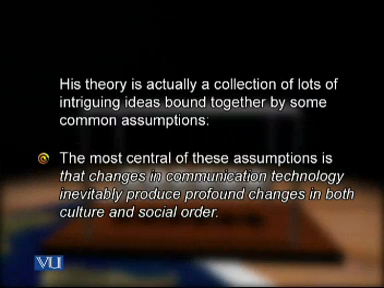 His theory is actually a collection of lots of
intriguing ideas bound together by some
common assumptions:
The most central of these assumptions is
that changes in communication technology
inevitably produce profound changes in both
culture and social order.
VU